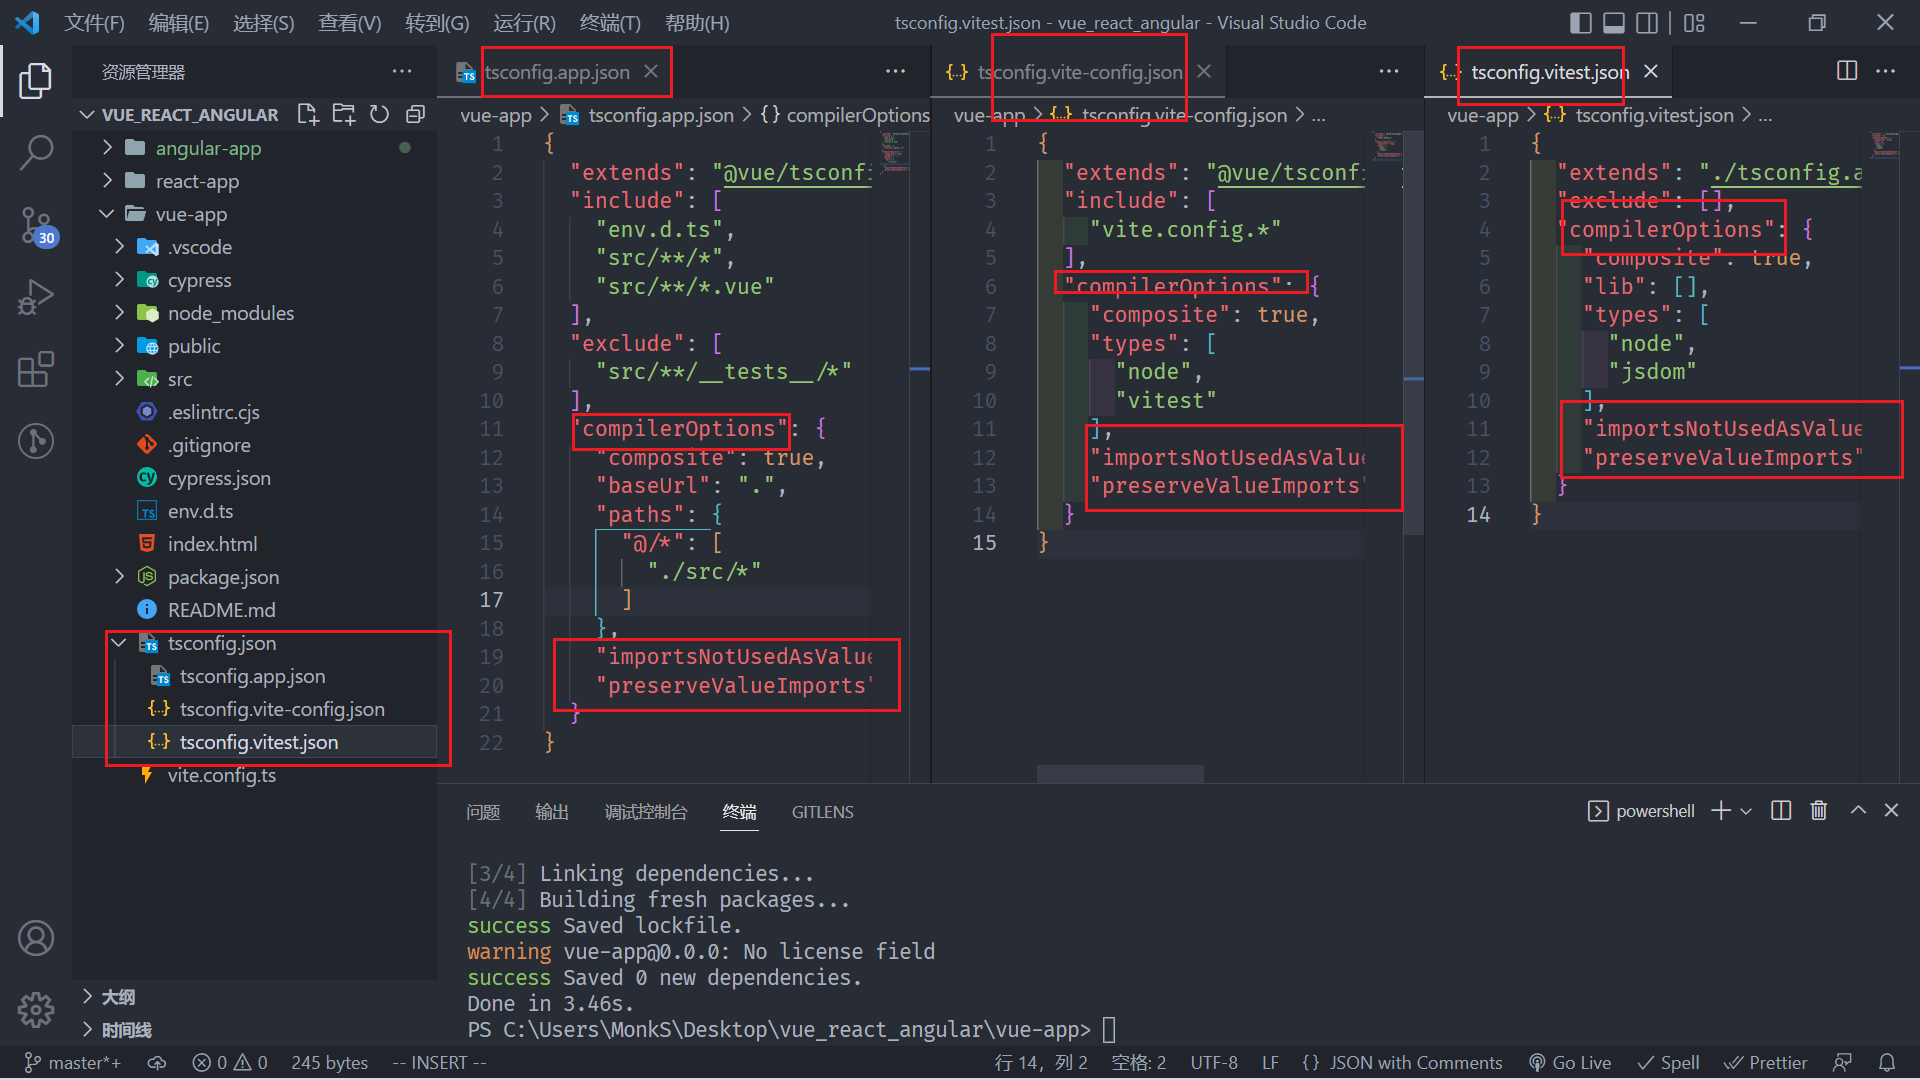 文件(F) 编辑(E) 选择(S) 查看(V) 转到(G) 运行(R) 终端(T) 帮助(H)
tsconfig.vitest.json - vue_react_angular - Visual Studio Code
资源管理器
VUE_REACT_ANGULAR
angular-app
react-app
vue-app
.vscode
cypress
node_modules
public
src
.eslintrc.cjs
.gitignore
cypress.json
env.d.ts
index.html
package.json
README.md
tsconfig.json
tsconfig.app.json
tsconfig.vite-config.json
tsconfig.vitest.json
vite.config.ts
大纲
时间线
30
tsconfig.app.json
vue-app > tsconfig.app.json > {} compilerOptions
1 {
2 "extends": "@vue/tsconfi
3 "include": [
4 "env.d.ts",
5 "src/**/*",
6 "src/**/*.vue"
7 ],
8 "exclude": [
9 "src/**/__tests__/*"
10 ],
11 "compilerOptions": {
12 "composite": true,
13 "baseUrl": ".",
14 "paths": {
15 "@/*": [
16 "./src/*"
17 ]
18 },
19 "importsNotUsedAsValue
20 "preserveValueImports"
21 }
22 }
tsconfig.vite-config.json
vue-app > {..} tsconfig.vite-config.json > ...
1 {
2 "extends": "@vue/tsconfi
3 "include": [
4 "vite.config.*"
5 ],
6 "compilerOptions": {
7 "composite": true,
8 "types": [
9 "node",
10 "vitest"
11 ],
12 "importsNotUsedAsValue
13 "preserveValueImports"
14 }
15 }
tsconfig.vitest.json
vue-app > {..} tsconfig.vitest.json > ...
1 {
2 "extends": "./tsconfig.a
3 "exclude": [],
4 "compilerOptions": {
5 "composite": true,
6 "lib": [],
7 "types": [
8 "node",
9 "jsdom"
10 ],
11 "importsNotUsedAsValue
12 "preserveValueImports"
13 }
14 }
问题 输出 调试控制台 终端 GITLENS
powershell
[3/4] Linking dependencies...
[4/4] Building fresh packages...
success Saved lockfile.
warning vue-app@0.0.0: No license field
success Saved 0 new dependencies.
Done in 3.46s.
PS C:\Users\MonkS\Desktop\vue_react_angular\vue-app>
master*+ 0 0 245 bytes -- INSERT -- 行 14，列 2 空格: 2 UTF-8 LF {} JSON with Comments Go Live Spell Prettier